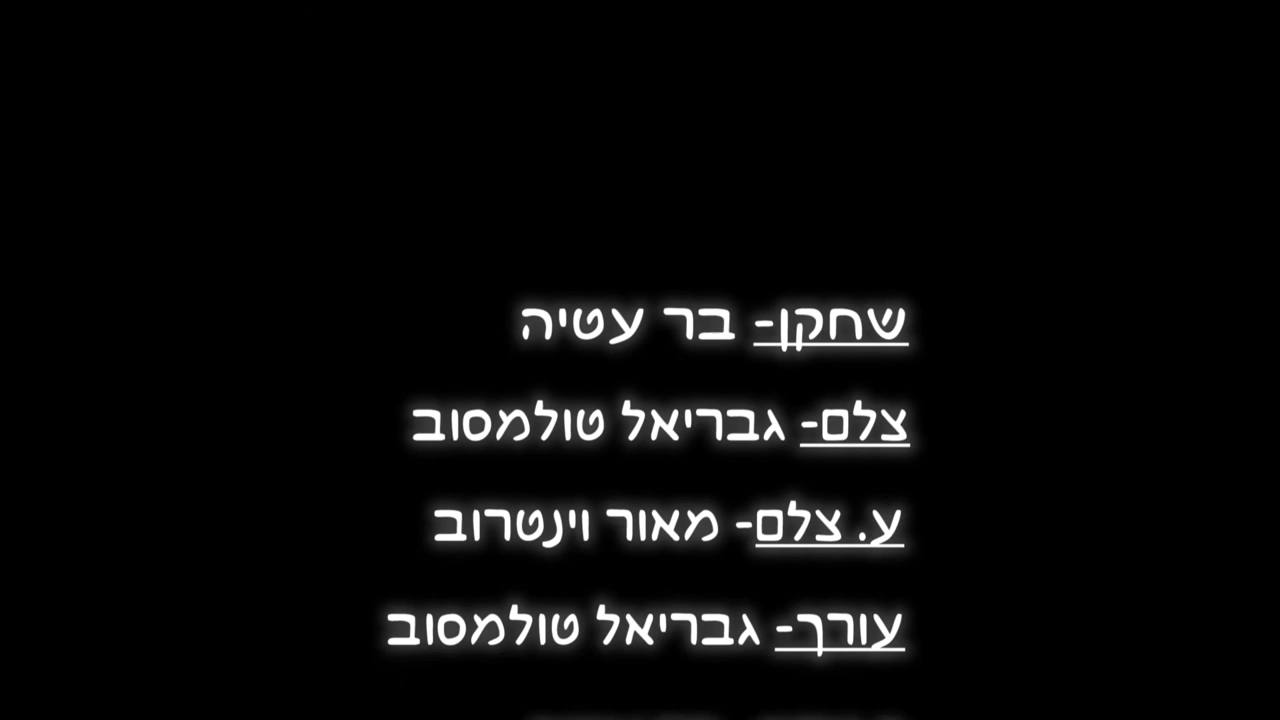 שחקן- בר עטיה
צלם- גבריאל טולמסוב
ע. צלם- מאור וינטרוב
עורך- גבריאל טולמסוב